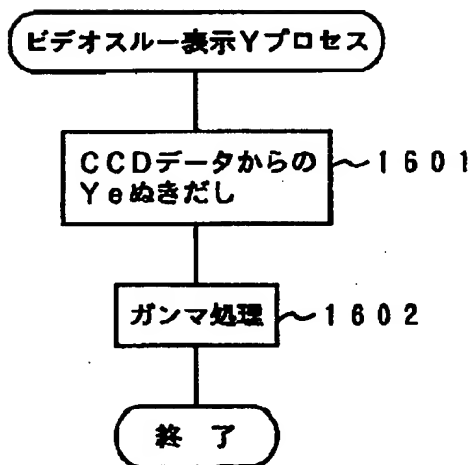 ビデオスルー表示Yプロセス
CCDデータからの
Yeぬきだし
1601
ガンマ処理
1602
終 了